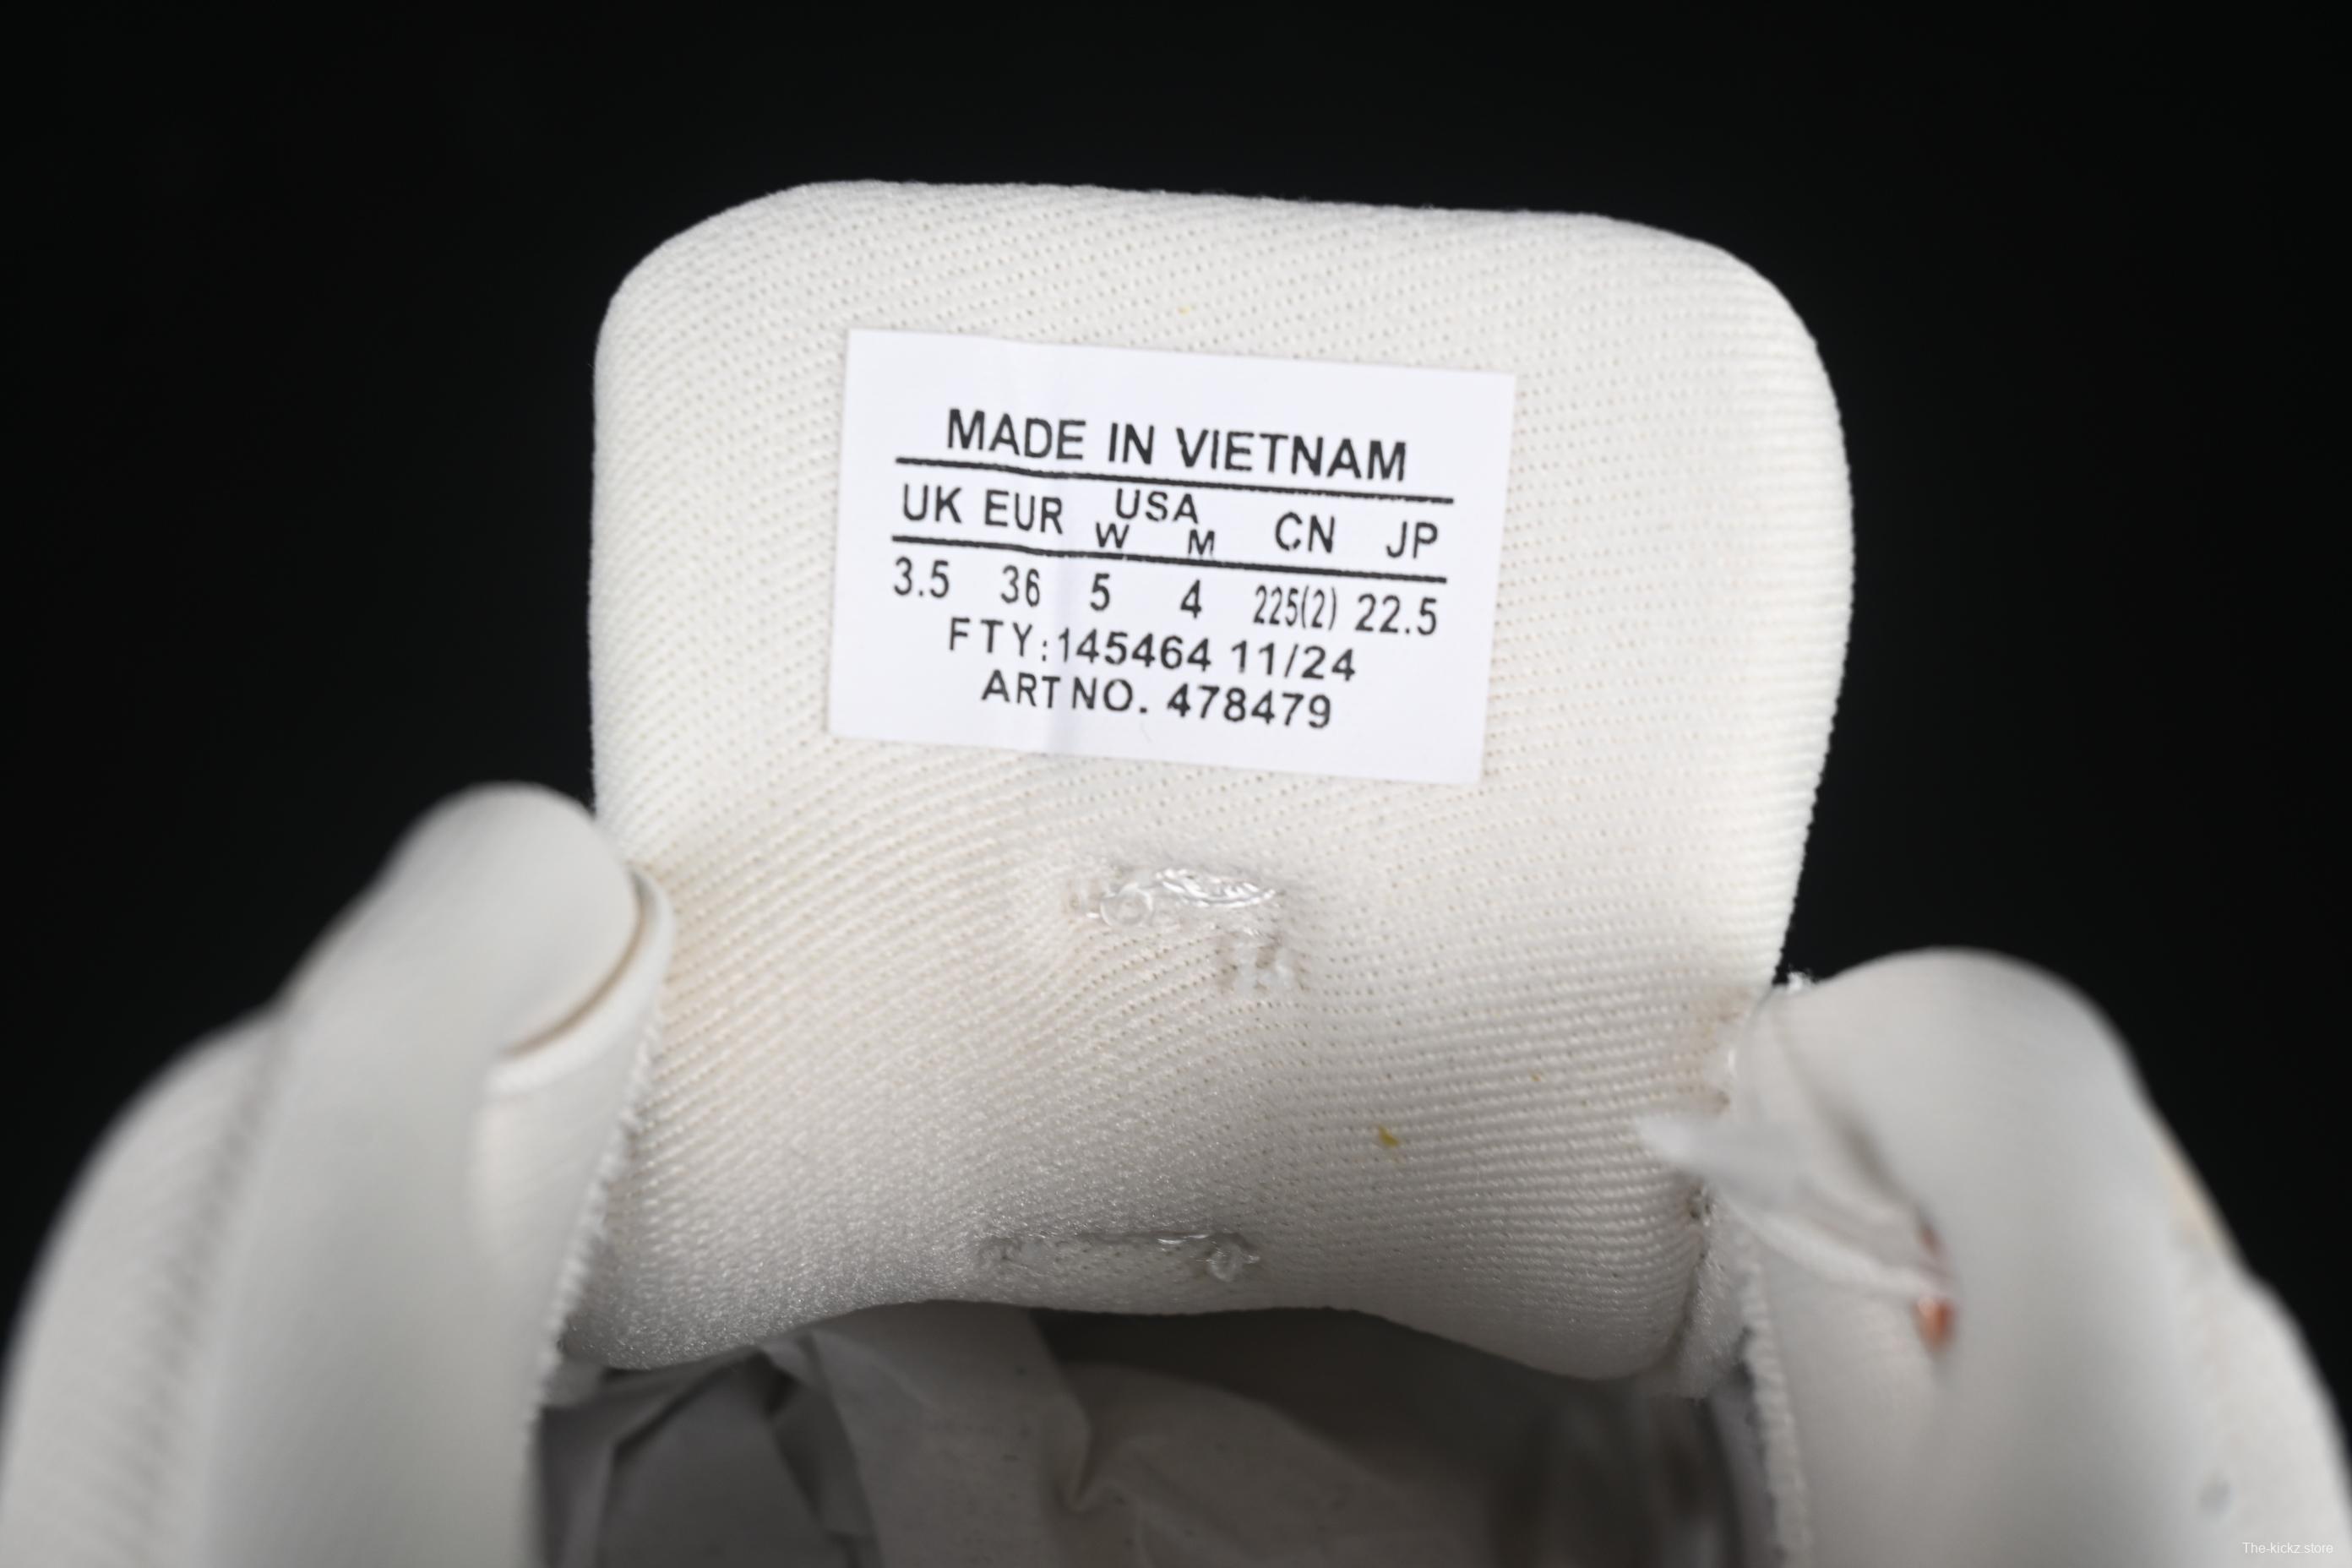 MADE IN VIETNAM
UK EUR USA CN JP
W M
3.5 36 5 4 225(2) 22.5
FTY:145464 11/24
ART NO. 478479
The-kickz.store